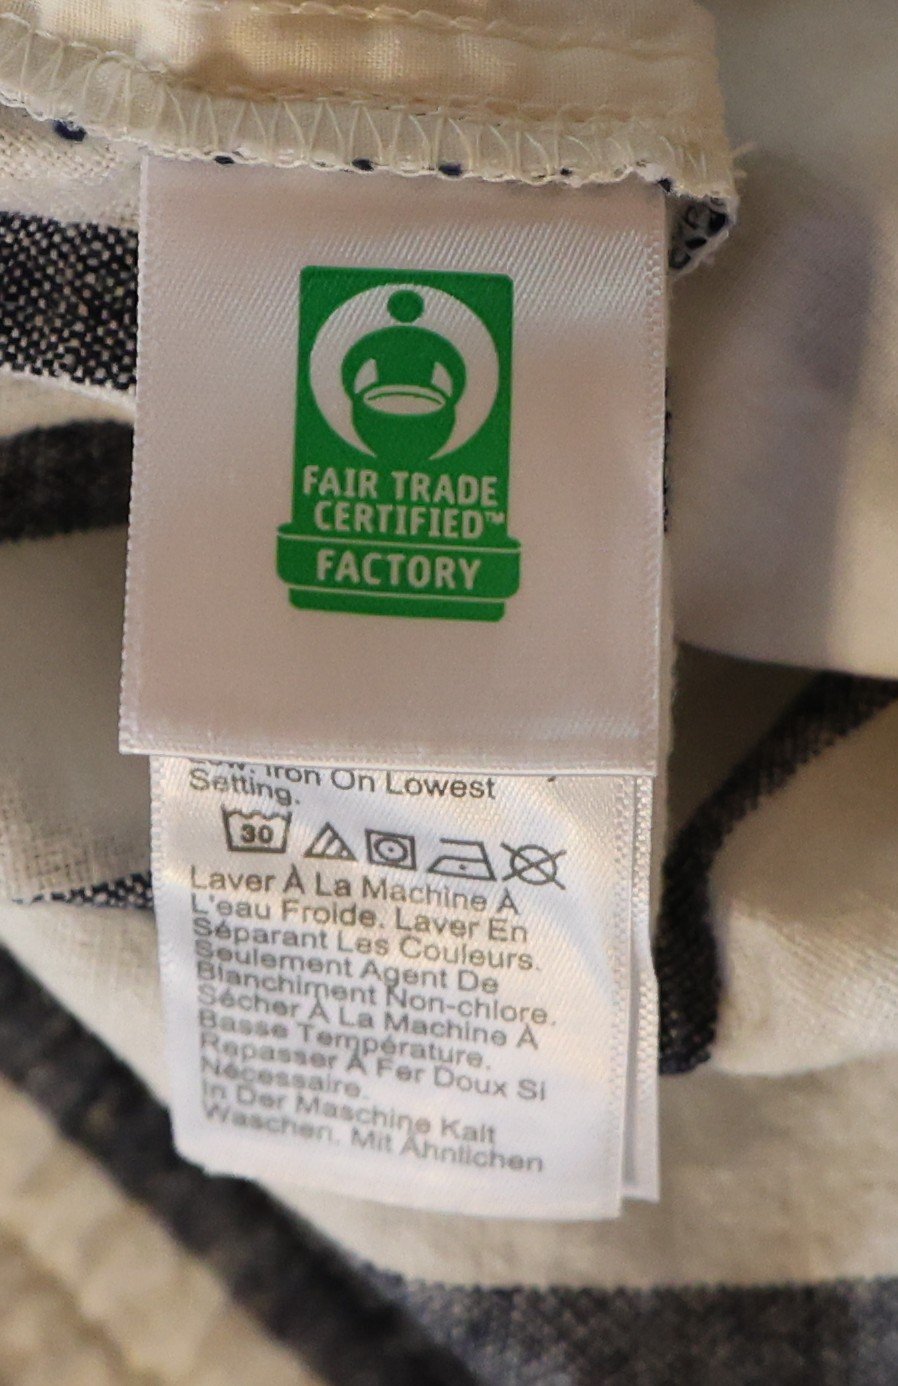 FAIR TRADE
CERTIFIED™
FACTORY
Low. Iron On Lowest
Setting.
30
Laver À La Machine À
L'eau Froide. Laver En
Séparant Les Couleurs.
Seulement Agent De
Blanchiment Non-chlore.
Sécher À La Machine À
Basse Température.
Repasser À Fer Doux Si
Nécessaire.
In Der Maschine Kalt
Waschen. Mit Ähnlichen